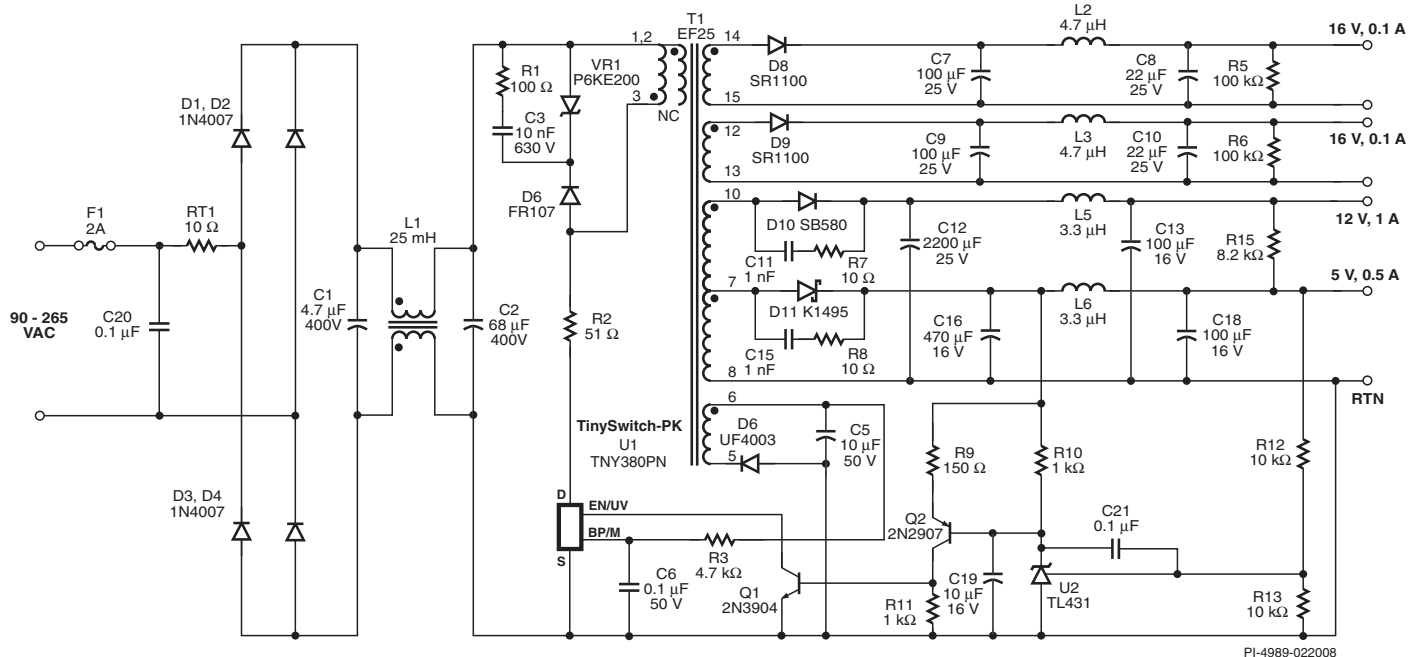 F1
2A
90 - 265
VAC
C20
0.1 µF
RT1
10 Ω
D1, D2
1N4007
D3, D4
1N4007
C1
4.7 µF
400V
L1
25 mH
C2
68 µF
400V
R1
100 Ω
C3
10 nF
630 V
VR1
P6KE200
D6
FR107
R2
51 Ω
T1
EF25
1,2
3
NC
14
15
12
13
10
7
8
6
5
D8
SR1100
C7
100 µF
25 V
L2
4.7 µH
C8
22 µF
25 V
R5
100 kΩ
16 V, 0.1 A
D9
SR1100
C9
100 µF
25 V
L3
4.7 µH
C10
22 µF
25 V
R6
100 kΩ
16 V, 0.1 A
D10 SB580
C11
1 nF
R7
10 Ω
C12
2200 µF
25 V
L5
3.3 µH
C13
100 µF
16 V
R15
8.2 kΩ
12 V, 1 A
D11 K1495
C15
1 nF
R8
10 Ω
C16
470 µF
16 V
L6
3.3 µH
C18
100 µF
16 V
5 V, 0.5 A
RTN
TinySwitch-PK
U1
TNY380PN
D6
UF4003
C5
10 µF
50 V
D
EN/UV
BP/M
S
C6
0.1 µF
50 V
R3
4.7 kΩ
Q1
2N3904
R9
150 Ω
Q2
2N2907
R11
1 kΩ
C19
10 µF
16 V
R10
1 kΩ
U2
TL431
C21
0.1 µF
R12
10 kΩ
R13
10 kΩ
PI-4989-022008